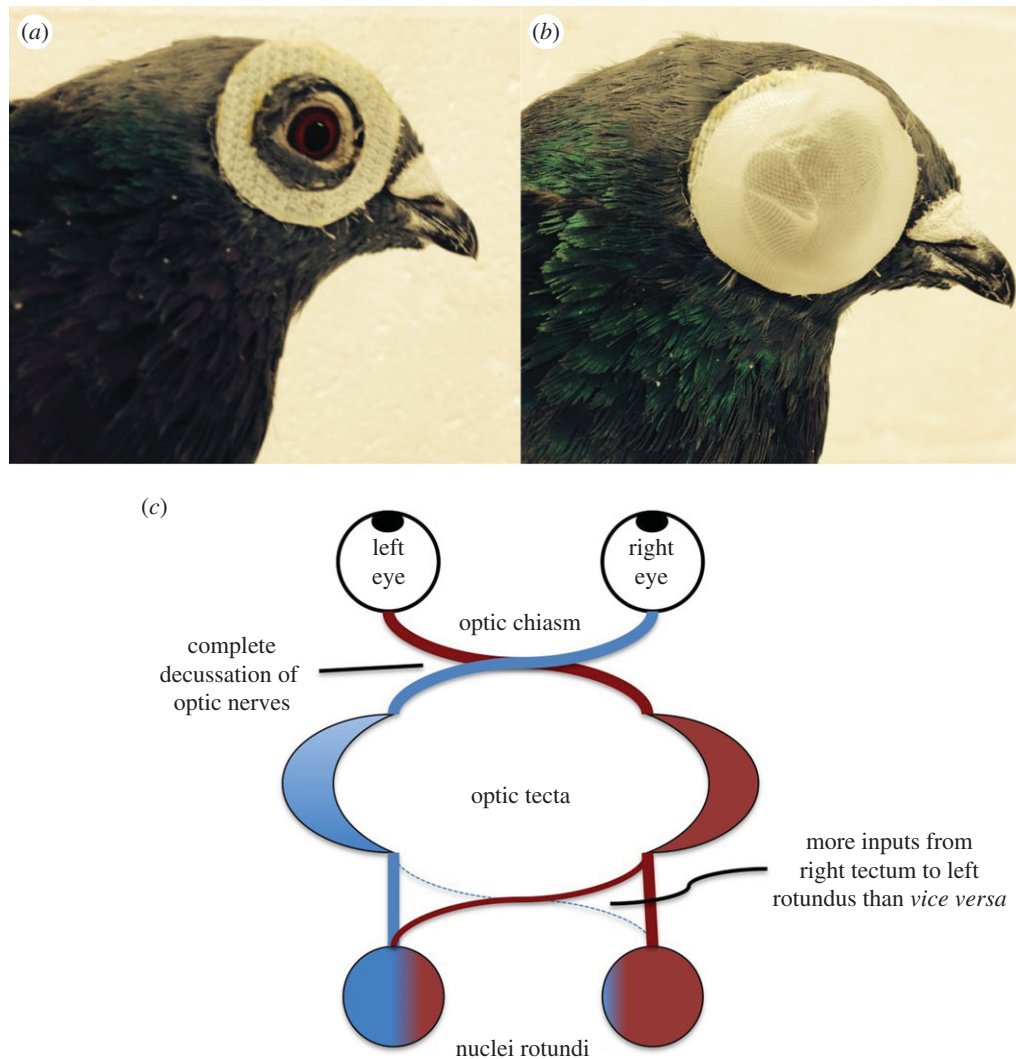 (a)
(b)
(c)
left
eye
right
eye
optic chiasm
complete
decussation of
optic nerves
optic tecta
more inputs from
right tectum to left
rotundus than vice versa
nuclei rotundi